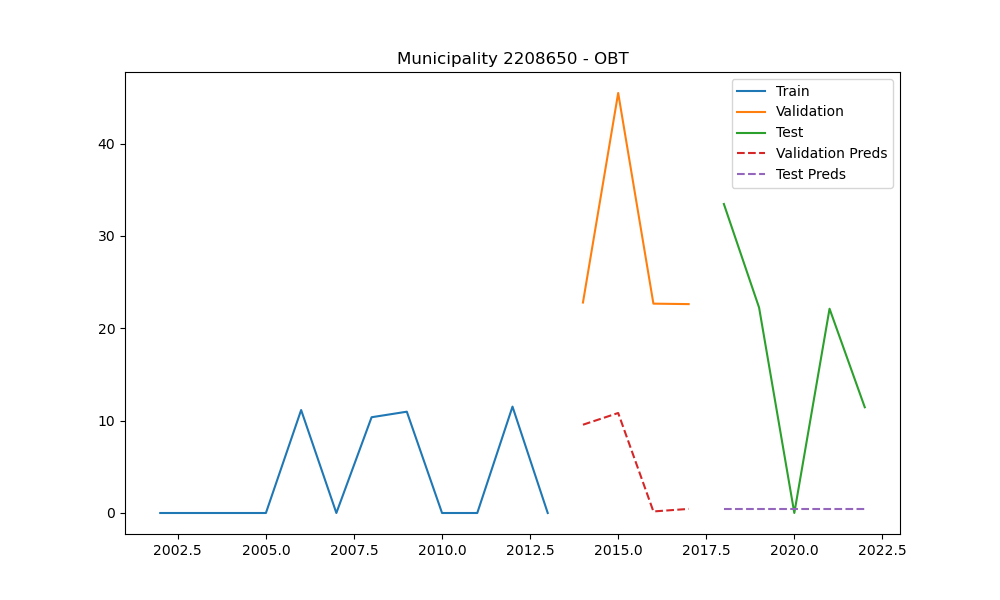 Municipality 2208650 - OBT
Train
Validation
Test
Validation Preds
Test Preds
40
30
20
10
0
2002.5 2005.0 2007.5 2010.0 2012.5 2015.0 2017.5 2020.0 2022.5